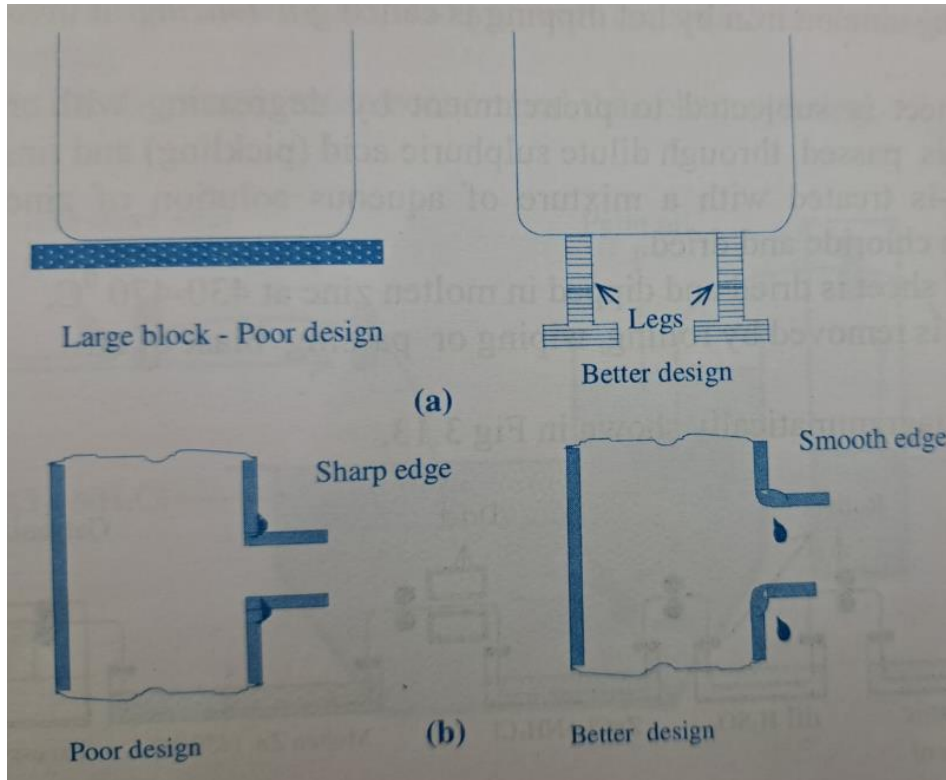 Large block - Poor design
Legs
Better design
(a)
Sharp edge
Smooth edge
Poor design
(b)
Better design